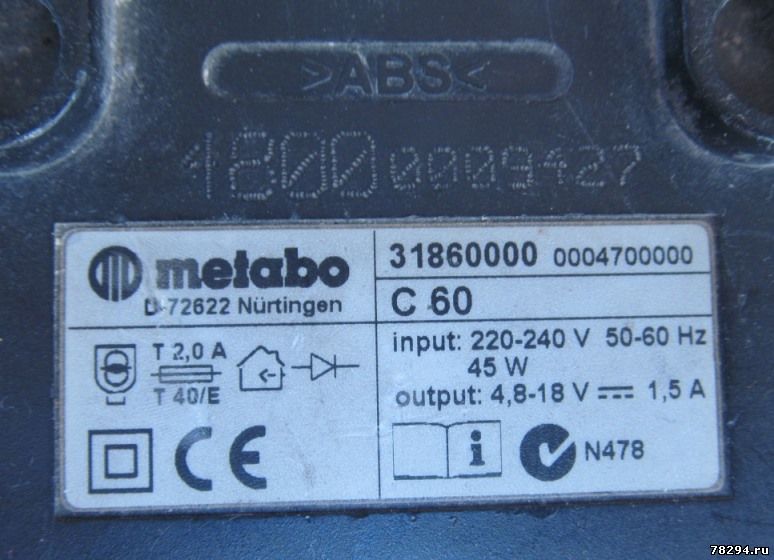 >ABS<
4800 0009427
metabo
D-72622 Nürtingen
31860000 0004700000
C 60
T 2,0 A
T 40/E
input: 220-240 V 50-60 Hz
45 W
output: 4,8-18 V ⎓ 1,5 A
CE
i
N478
78294.ru